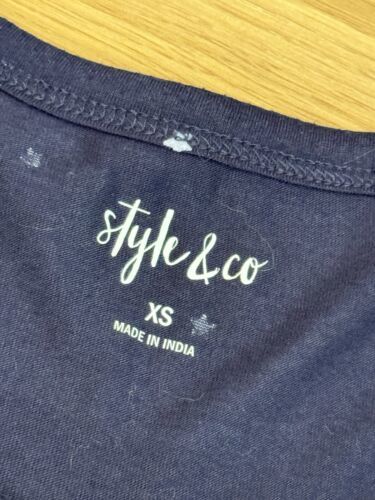 style & co
XS
MADE IN INDIA